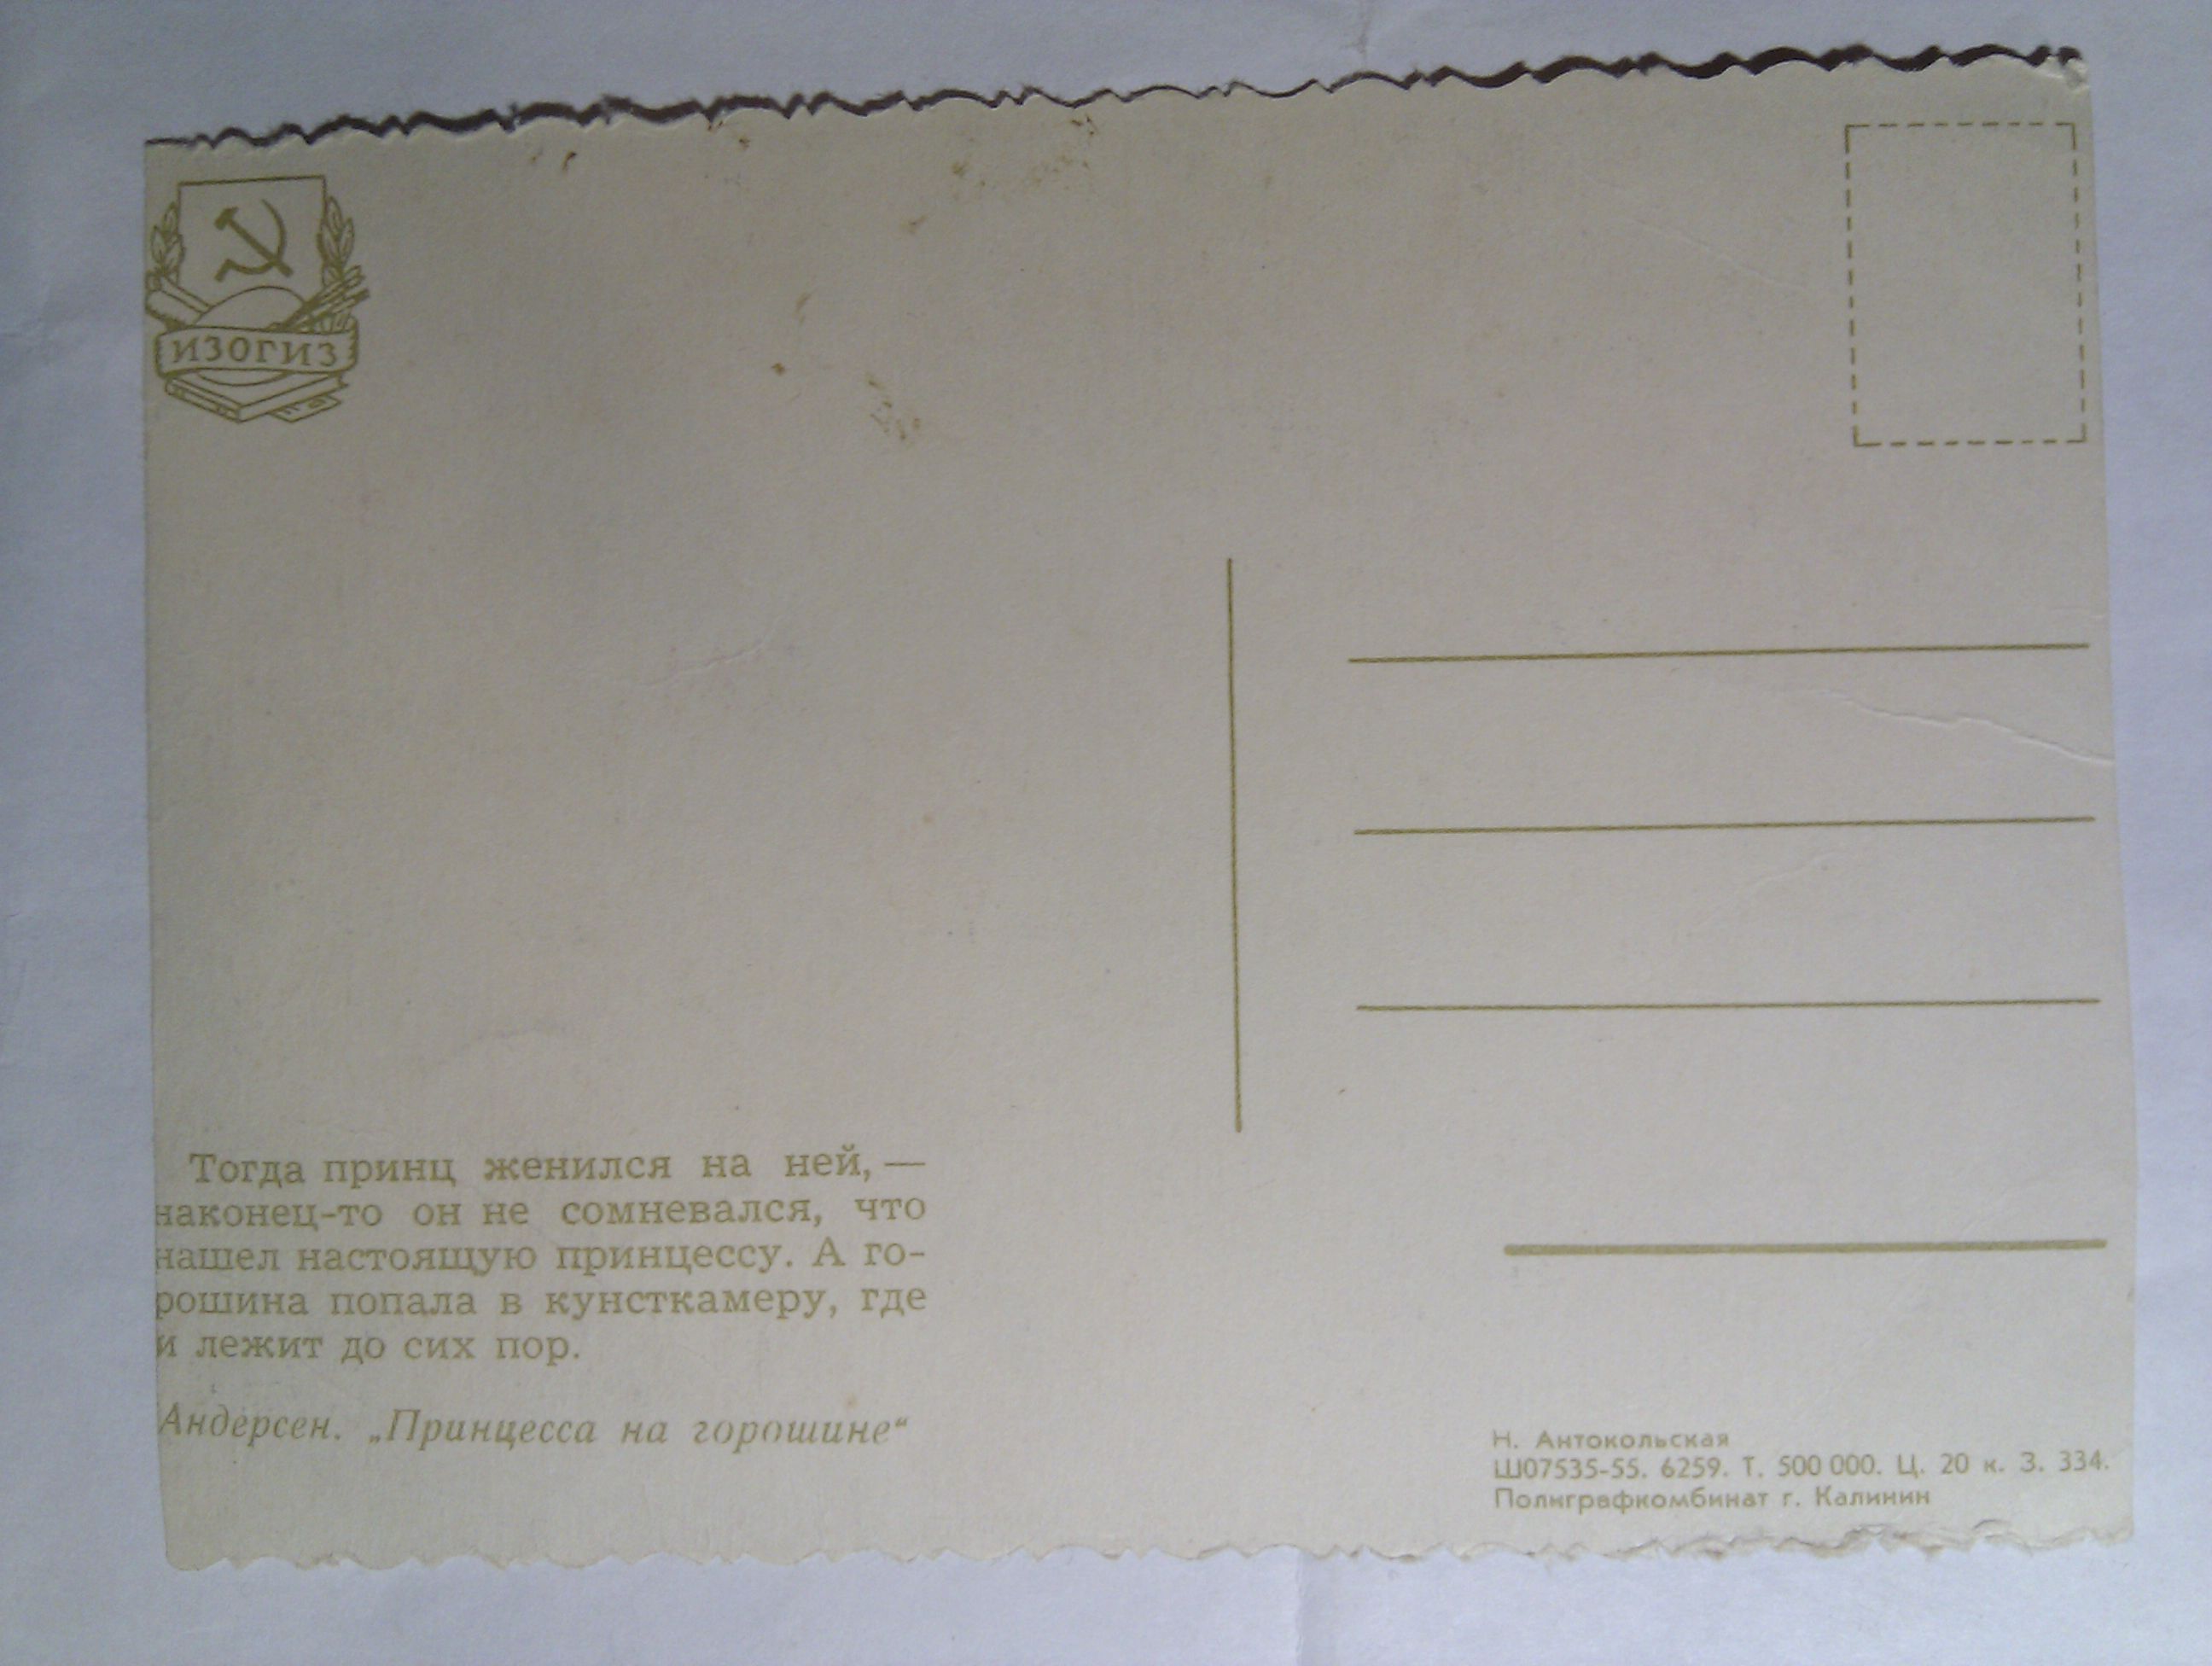 ИЗОГИЗ
Тогда принц женился на ней, —
наконец-то он не сомневался, что
нашел настоящую принцессу. А го-
рошина попала в кунсткамеру, где
и лежит до сих пор.
Андерсен. „Принцесса на горошине“
Н. Антокольская
Ш07535-55. 6259. Т. 500 000. Ц. 20 к. З. 334.
Полиграфкомбинат г. Калинин